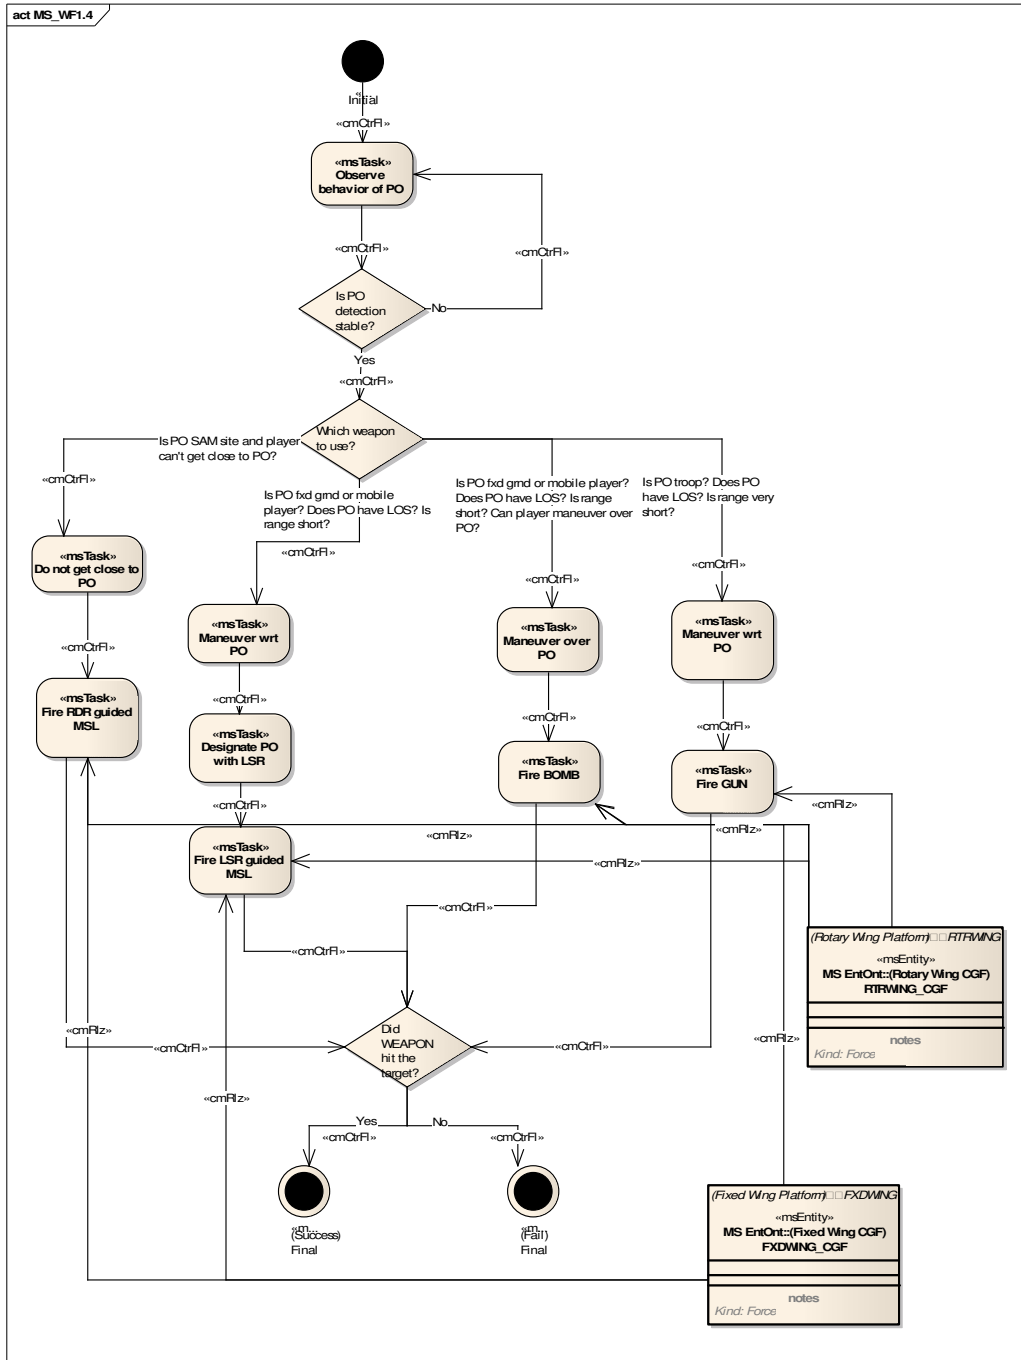 act MS_WF1.4
Initial
«cmCtrFl»
«msTask»
Observe
behavior of PO
«cmCtrFl»
«cmCtrFl»
Is PO
detection
stable?
No
Yes
«cmCtrFl»
Which weapon
to use?
Is PO SAM site and player
can't get close to PO?
«cmCtrFl»
Is PO fxd grnd or mobile
player? Does PO have LOS? Is
range short?
«cmCtrFl»
Is PO fxd grnd or mobile player?
Does PO have LOS? Is range
short? Can player maneuver over
PO?
Is PO troop? Does PO
have LOS? Is range very
short?
«cmCtrFl»
«cmCtrFl»
«msTask»
Do not get close to
PO
«msTask»
Maneuver wrt
PO
«msTask»
Maneuver over
PO
«msTask»
Maneuver wrt
PO
«cmCtrFl»
«cmCtrFl»
«cmCtrFl»
«cmCtrFl»
«msTask»
Fire RDR guided
MSL
«msTask»
Designate PO
with LSR
«msTask»
Fire BOMB
«msTask»
Fire GUN
«cmCtrFl»
«cmRlz»
«cmRlz»
«cmRlz»
«msTask»
Fire LSR guided
MSL
«cmRlz»
«cmCtrFl»
«cmCtrFl»
(Rotary Wing Platform) RTRWING
«msEntity»
MS EntOnt::(Rotary Wing CGF)
RTRWING_CGF
notes
Kind: Force
«cmRlz»
«cmCtrFl»
Did
WEAPON
hit the
target?
«cmCtrFl»
«cmRlz»
«cmRlz»
Yes
No
«cmCtrFl»
«cmCtrFl»
«m...
(Success)
Final
«m...
(Fail)
Final
(Fixed Wing Platform) FXDWING
«msEntity»
MS EntOnt::(Fixed Wing CGF)
FXDWING_CGF
notes
Kind: Force